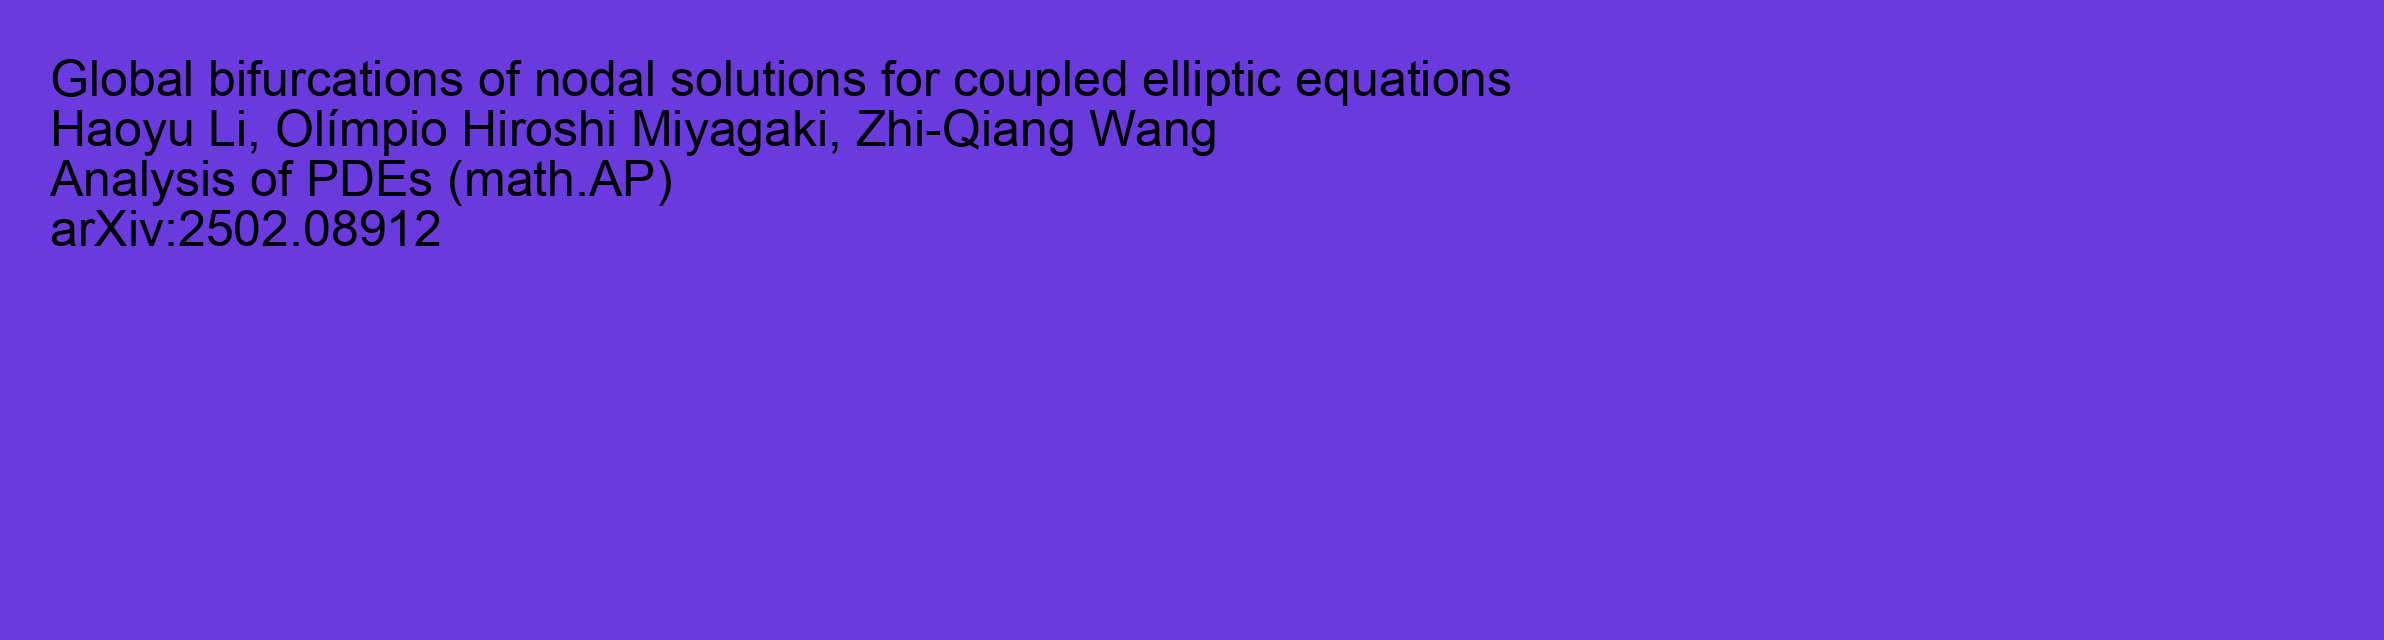 Global bifurcations of nodal solutions for coupled elliptic equations
Haoyu Li, Olímpio Hiroshi Miyagaki, Zhi-Qiang Wang
Analysis of PDEs (math.AP)
arXiv:2502.08912